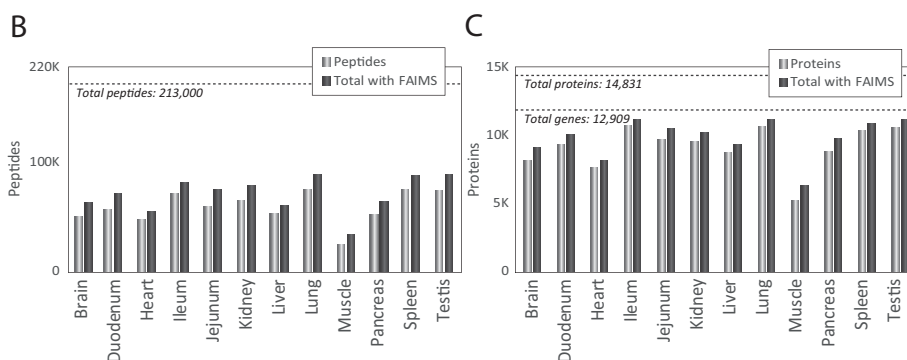 B
220K
100K
0
Peptides
Peptides
Total with FAIMS
Total peptides: 213,000
Brain
Duodenum
Heart
Ileum
Jejunum
Kidney
Liver
Lung
Muscle
Pancreas
Spleen
Testis
C
15K
10K
5K
0
Proteins
Proteins
Total with FAIMS
Total proteins: 14,831
Total genes: 12,909
Brain
Duodenum
Heart
Ileum
Jejunum
Kidney
Liver
Lung
Muscle
Pancreas
Spleen
Testis